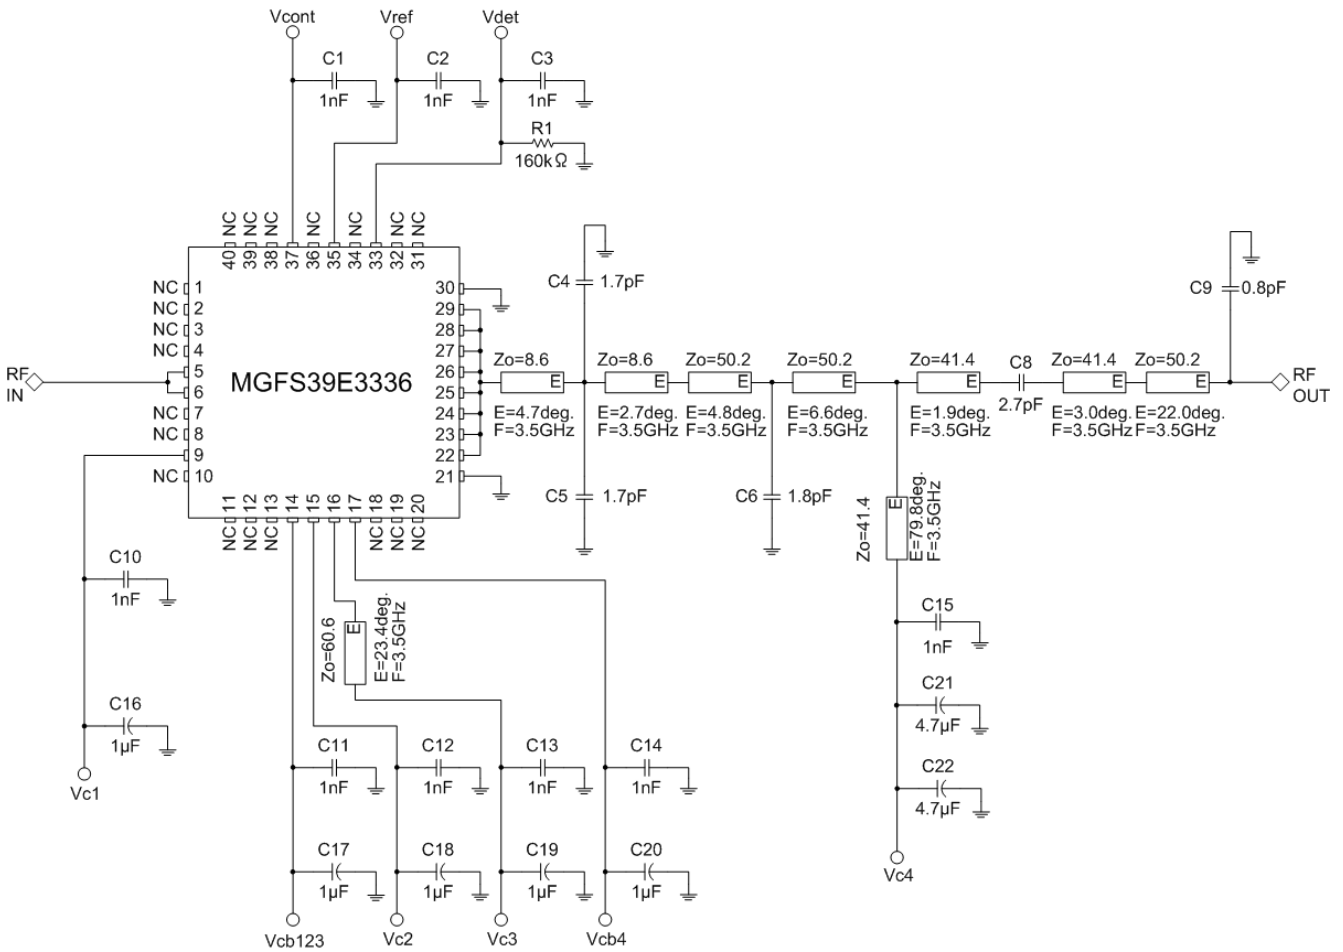 Vcont Vref Vdet
C1 C2 C3
1nF 1nF 1nF
R1
160kΩ
40 NC 39 NC 38 NC 37 36 NC 35 34 NC 33 32 NC 31 NC
NC 1 30
NC 2 29
NC 3 28
NC 4 27
RF
IN
5 26
6 25
NC 7 24
NC 8 23
9 22
NC 10 21
MGFS39E3336
NC 11 NC 12 NC 13 14 15 16 17 NC 18 NC 19 NC 20
C4 1.7pF
C9 0.8pF
Zo=8.6 Zo=8.6 Zo=50.2 Zo=50.2 Zo=41.4 C8 Zo=41.4 Zo=50.2
E E E E E E E
2.7pF
RF
OUT
E=4.7deg. E=2.7deg. E=4.8deg. E=6.6deg. E=1.9deg. E=3.0deg. E=22.0deg.
F=3.5GHz F=3.5GHz F=3.5GHz F=3.5GHz F=3.5GHz F=3.5GHz F=3.5GHz
C5 1.7pF
C6 1.8pF
Zo=41.4
E
E=79.8deg.
F=3.5GHz
C10
1nF
Zo=60.6
E
E=23.4deg.
F=3.5GHz
C15
1nF
C16
1µF
Vc1
C21
4.7µF
C11 C12 C13 C14
1nF 1nF 1nF 1nF
C22
4.7µF
C17 C18 C19 C20
1µF 1µF 1µF 1µF
Vc4
Vcb123 Vc2 Vc3 Vcb4